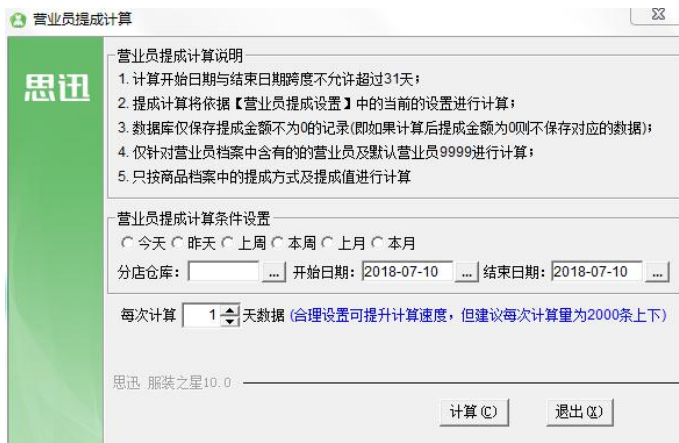 营业员提成计算
思迅
营业员提成计算说明
1. 计算开始日期与结束日期跨度不允许超过31天；
2. 提成计算将依据【营业员提成设置】中的当前的设置进行计算；
3. 数据库仅保存提成金额不为0的记录(即如果计算后提成金额为0则不保存对应的数据)；
4. 仅针对营业员档案中含有的的营业员及默认营业员9999进行计算；
5. 只按商品档案中的提成方式及提成值进行计算
营业员提成计算条件设置
今天 昨天 上周 本周 上月 本月
分店仓库： ... 开始日期： 2018-07-10 ... 结束日期： 2018-07-10 ...
每次计算 1 天数据 (合理设置可提升计算速度，但建议每次计算量为2000条上下)
思迅 服装之星10.0
计算(C) 退出(X)